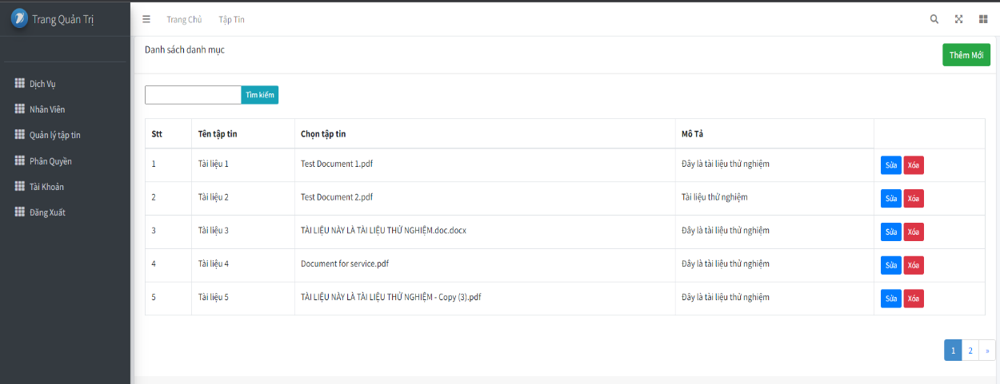 Trang Quản Trị
Trang Chủ Tập Tin
Danh sách danh mục
Thêm Mới
Dịch Vụ
Nhân Viên
Quản lý tập tin
Phân Quyền
Tài Khoản
Đăng Xuất
Tìm kiếm
Stt Tên tập tin Chọn tập tin Mô Tả
1 Tài liệu 1 Test Document 1.pdf Đây là tài liệu thử nghiệm Sửa Xóa
2 Tài liệu 2 Test Document 2.pdf Tài liệu thử nghiệm Sửa Xóa
3 Tài liệu 3 TÀI LIỆU NÀY LÀ TÀI LIỆU THỬ NGHIỆM.doc.docx Đây là tài liệu thử nghiệm Sửa Xóa
4 Tài liệu 4 Document for service.pdf Đây là tài liệu thử nghiệm Sửa Xóa
5 Tài liệu 5 TÀI LIỆU NÀY LÀ TÀI LIỆU THỬ NGHIỆM - Copy (3).pdf Đây là tài liệu thử nghiệm Sửa Xóa
1 2 »